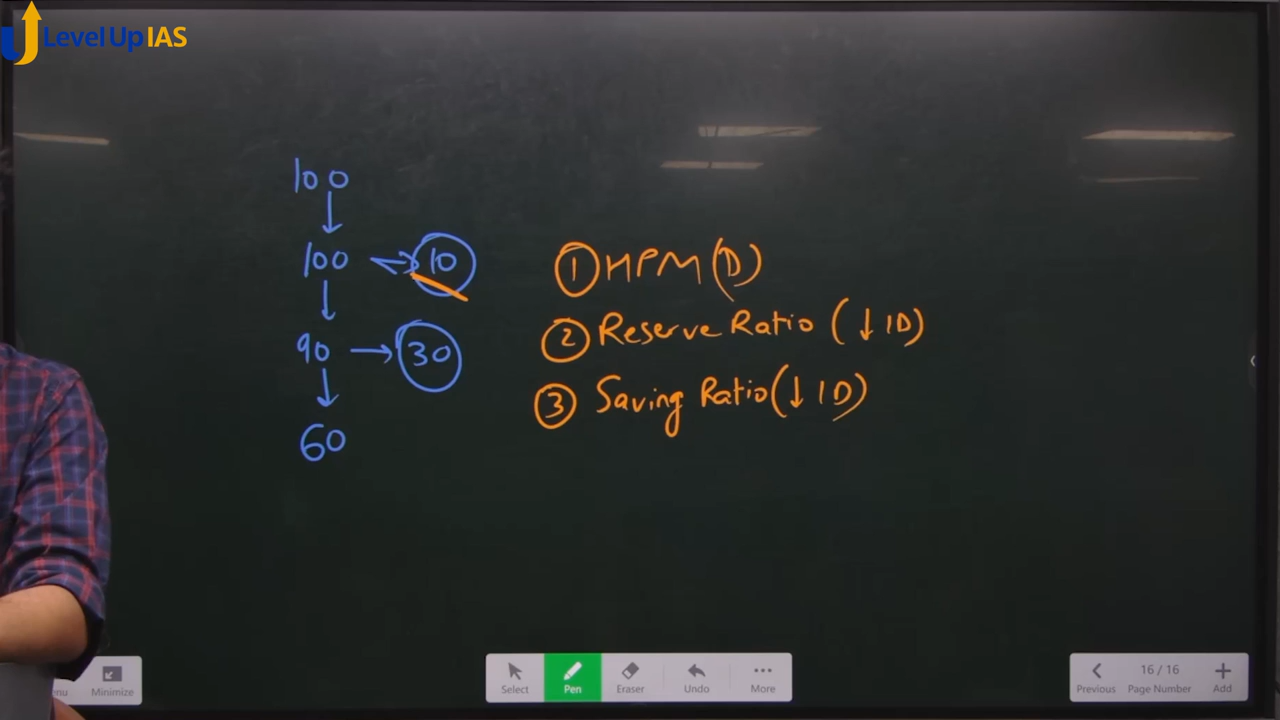 Level Up IAS
100
100 → 10
90 → 30
60
① HPM (D)
② Reserve Ratio (↓ ID)
③ Saving Ratio (↓ ID)
Minimize
Select
Pen
Eraser
Undo
More
Previous
16 / 16
Page Number
Add